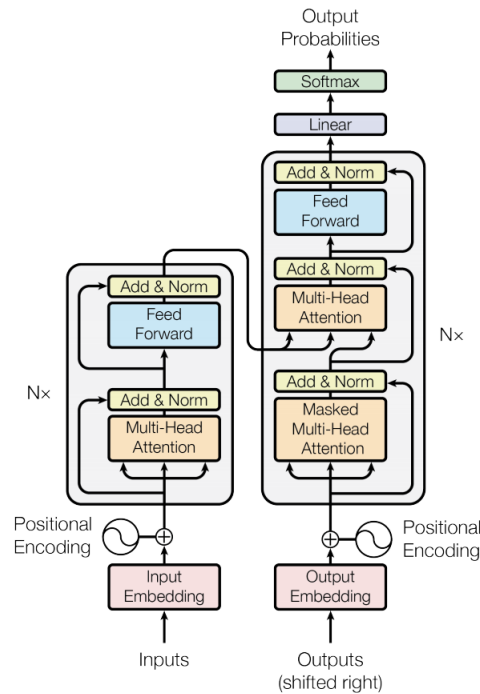 Output
Probabilities
Softmax
Linear
Add & Norm
Feed
Forward
Add & Norm
Multi-Head
Attention
Add & Norm
Masked
Multi-Head
Attention
Nx
Positional
Encoding
Output
Embedding
Outputs
(shifted right)
Add & Norm
Feed
Forward
Add & Norm
Multi-Head
Attention
Nx
Positional
Encoding
Input
Embedding
Inputs